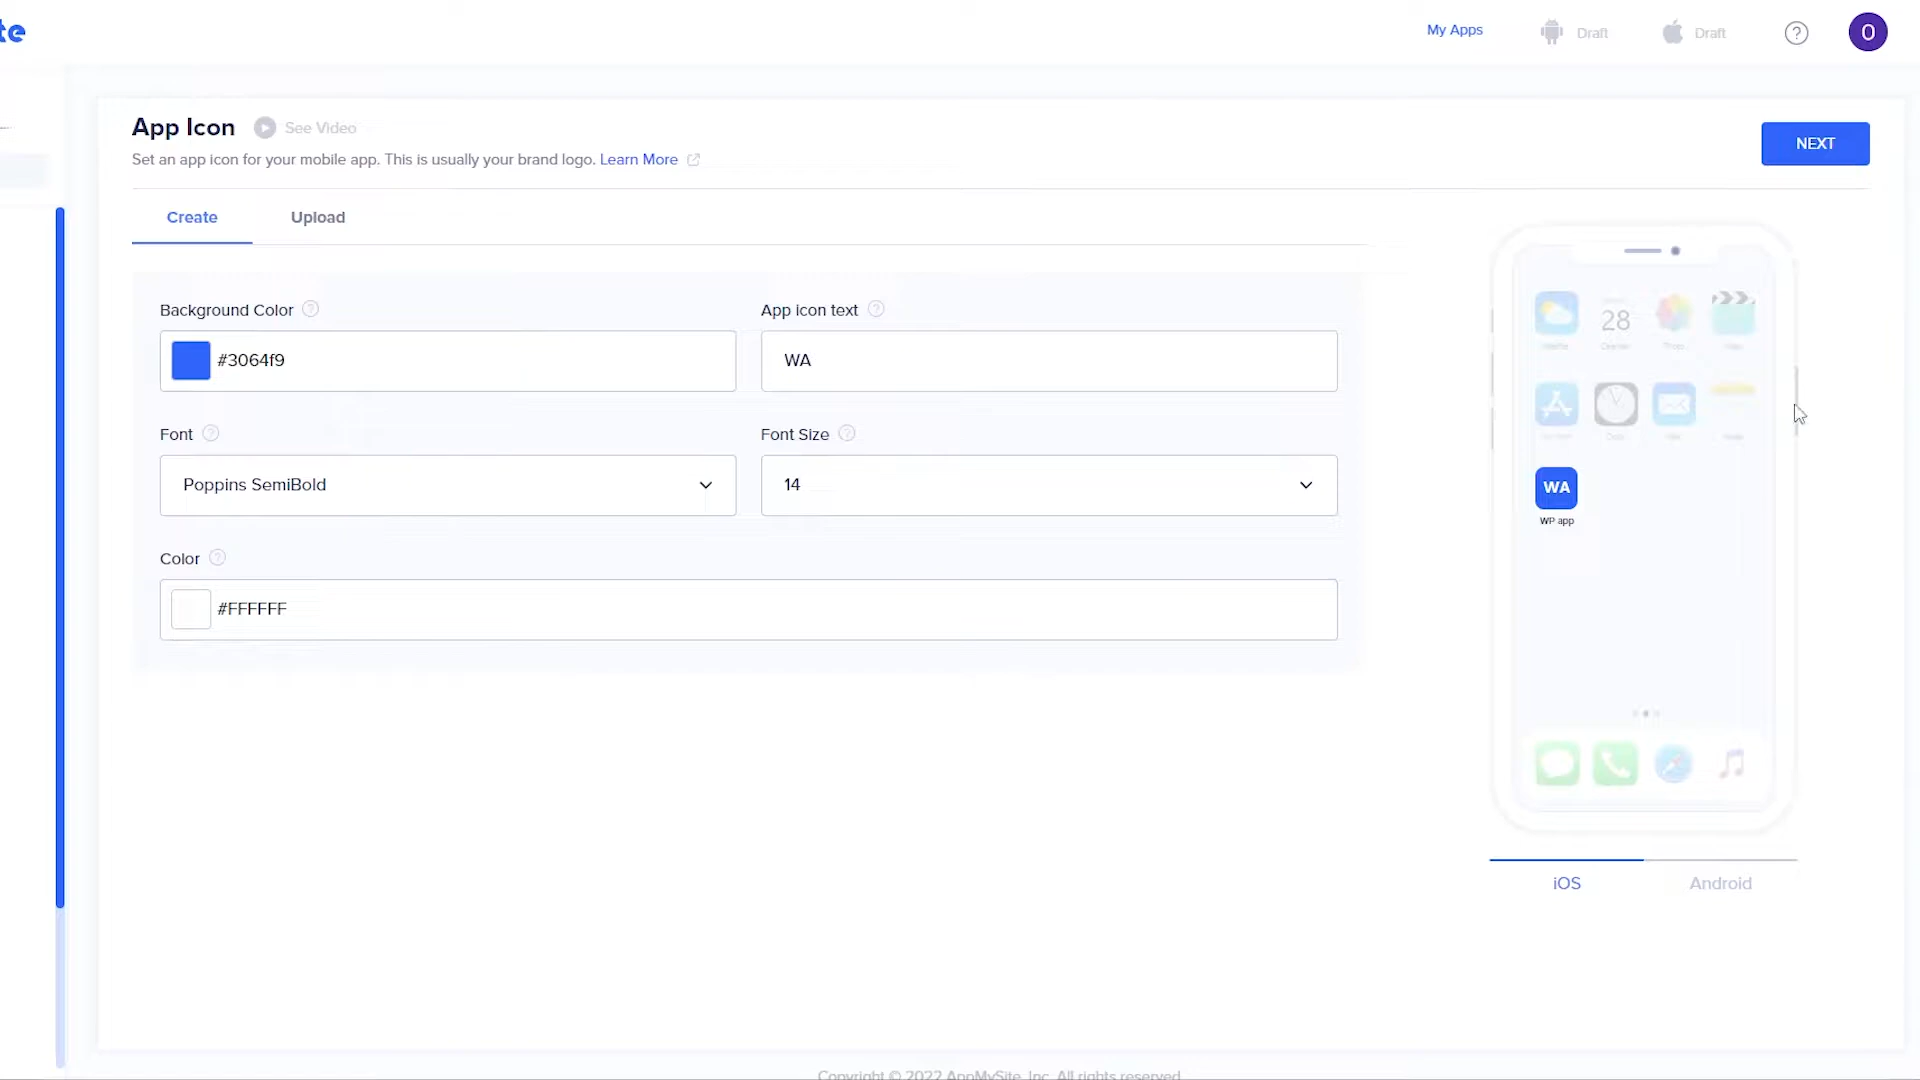 te
My Apps
Draft
Draft
O
App Icon
See Video
Set an app icon for your mobile app. This is usually your brand logo. Learn More
NEXT
Create
Upload
Background Color
App icon text
#3064f9
WA
Font
Font Size
Poppins SemiBold
14
Color
#FFFFFF
28
WA
WP app
iOS
Android
Copyright © 2022 AppMySite, Inc. All rights reserved